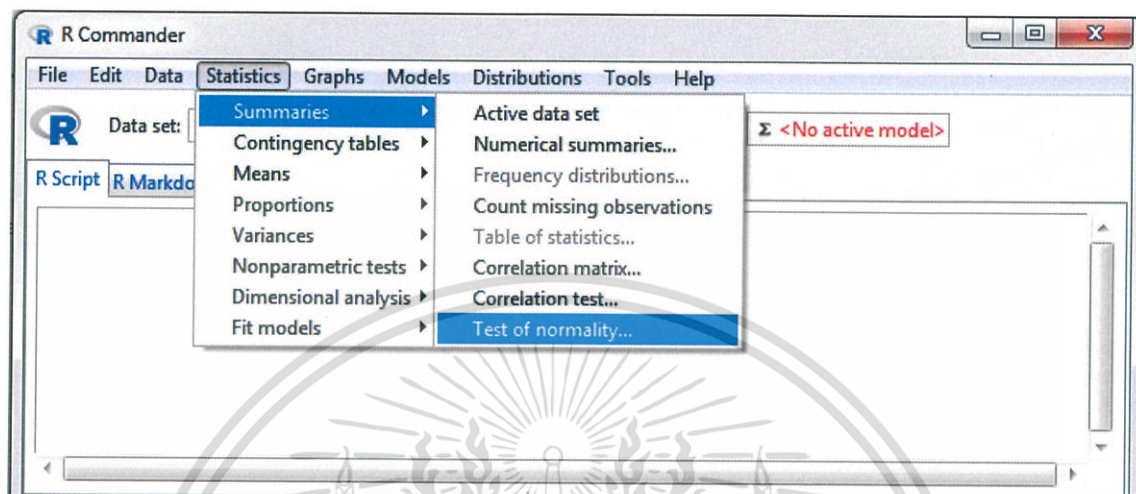 R R Commander
File Edit Data Statistics Graphs Models Distributions Tools Help
R Data set: Σ <No active model>
R Script R Markdo
Summaries
Contingency tables
Means
Proportions
Variances
Nonparametric tests
Dimensional analysis
Fit models
Active data set
Numerical summaries...
Frequency distributions...
Count missing observations
Table of statistics...
Correlation matrix...
Correlation test...
Test of normality...